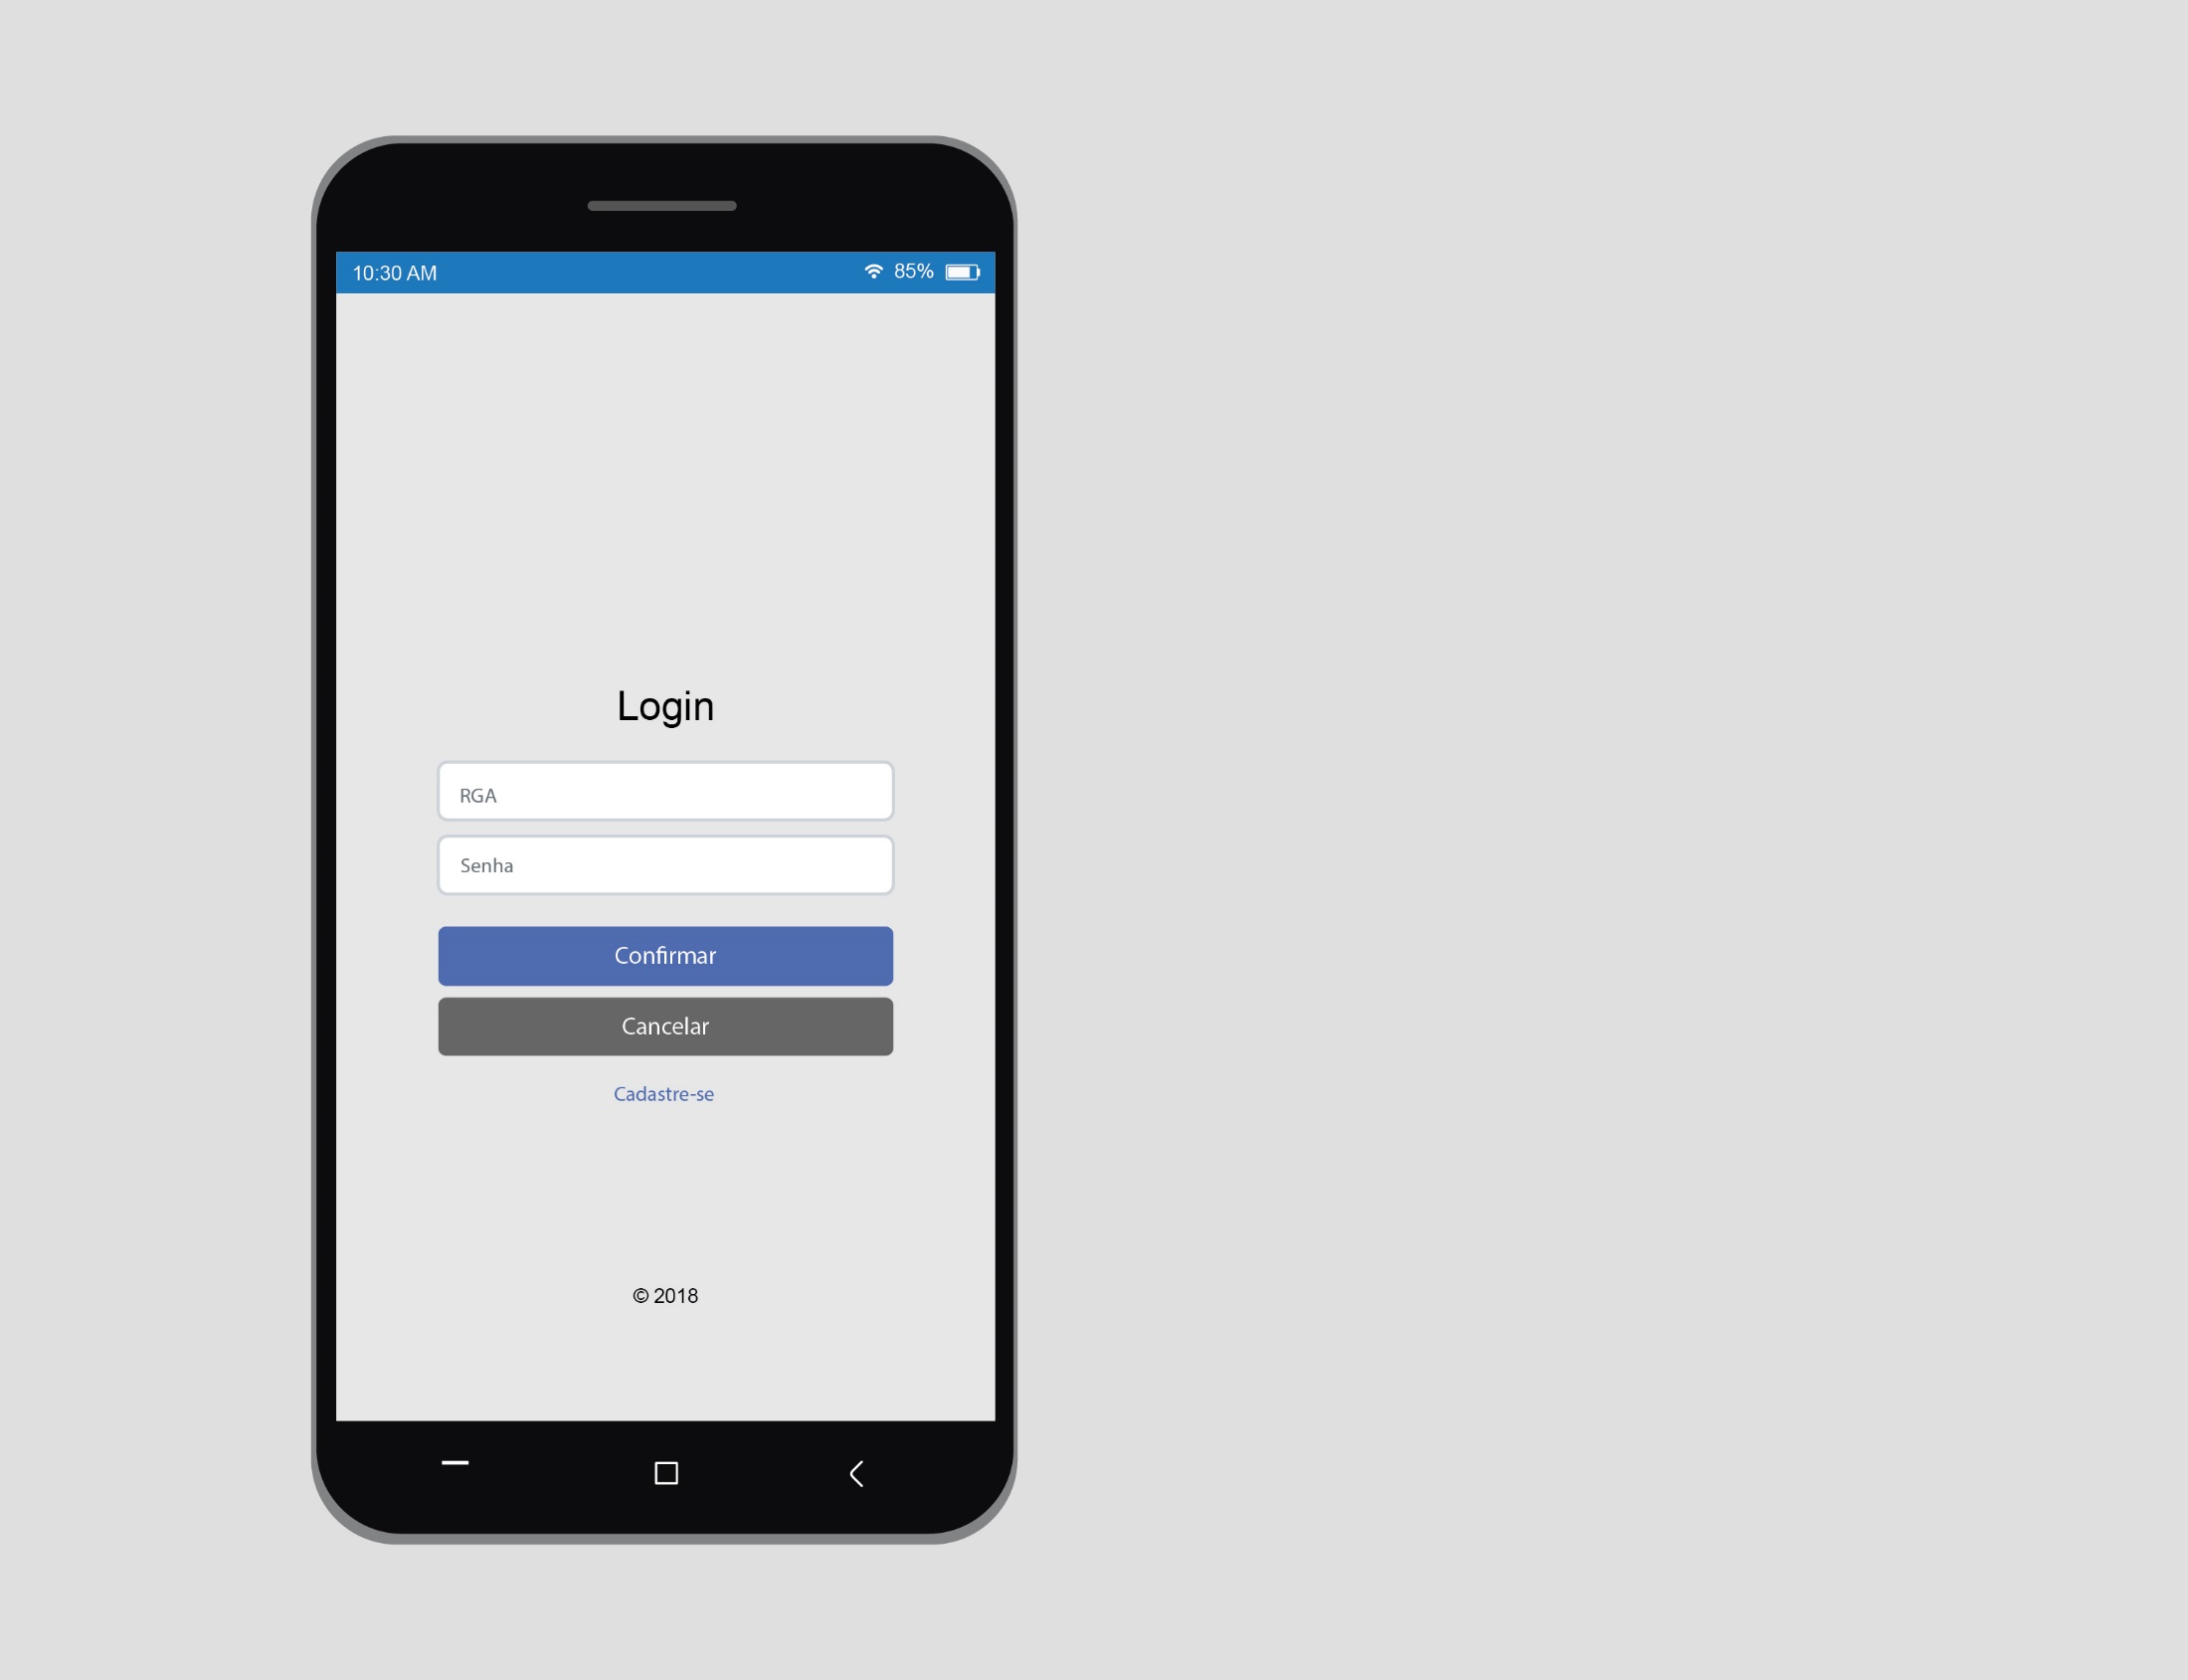 10:30 AM 85%
Login
RGA
Senha
Confirmar
Cancelar
Cadastre-se
© 2018